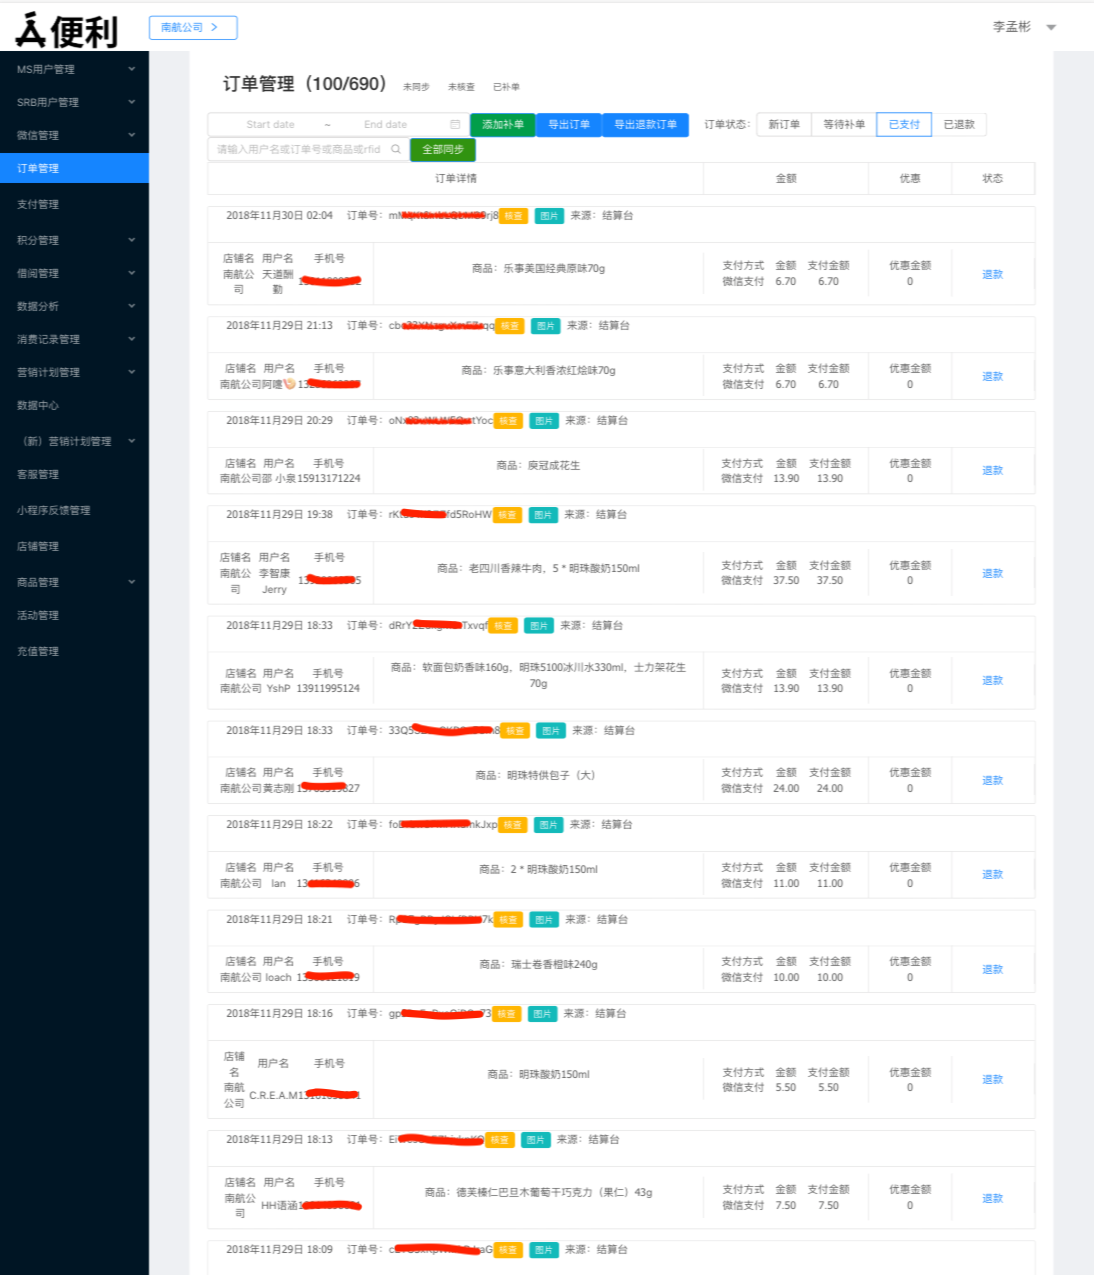 便利
南航公司 >
李孟彬
MS用户管理
SRB用户管理
微信管理
订单管理
支付管理
积分管理
借阅管理
数据分析
消费记录管理
营销计划管理
数据中心
（新）营销计划管理
客服管理
小程序反馈管理
店铺管理
商品管理
活动管理
充值管理
订单管理（100/690） 未同步 未核查 已补单
Start date ~ End date 添加补单 导出订单 导出退款订单 订单状态： 新订单 等待补单 已支付 已退款
请输入用户名或订单号或商品或rfid 全部同步
订单详情 金额 优惠 状态
2018年11月30日 02:04 订单号： 核查 图片 来源：结算台
店铺名 用户名 手机号
南航公司 天道酬勤
商品：乐事美国经典原味70g
支付方式 金额 支付金额 优惠金额
微信支付 6.70 6.70 0
退款
2018年11月29日 21:13 订单号： 核查 图片 来源：结算台
店铺名 用户名 手机号
南航公司
商品：乐事意大利香浓红烩味70g
支付方式 金额 支付金额 优惠金额
微信支付 6.70 6.70 0
退款
2018年11月29日 20:29 订单号： 核查 图片 来源：结算台
店铺名 用户名 手机号
南航公司部 小泉15913171224
商品：庾冠成花生
支付方式 金额 支付金额 优惠金额
微信支付 13.90 13.90 0
退款
2018年11月29日 19:38 订单号： 核查 图片 来源：结算台
店铺名 用户名 手机号
南航公司 李智康 Jerry
商品：老四川香辣牛肉，5 * 明珠酸奶150ml
支付方式 金额 支付金额 优惠金额
微信支付 37.50 37.50 0
退款
2018年11月29日 18:33 订单号： 核查 图片 来源：结算台
店铺名 用户名 手机号
南航公司 YshP 13911995124
商品：软面包奶香味160g，明珠5100冰川水330ml，士力架花生
70g
支付方式 金额 支付金额 优惠金额
微信支付 13.90 13.90 0
退款
2018年11月29日 18:33 订单号： 核查 图片 来源：结算台
店铺名 用户名 手机号
南航公司黄志刚
商品：明珠特供包子（大）
支付方式 金额 支付金额 优惠金额
微信支付 24.00 24.00 0
退款
2018年11月29日 18:22 订单号： 核查 图片 来源：结算台
店铺名 用户名 手机号
南航公司
商品：2 * 明珠酸奶150ml
支付方式 金额 支付金额 优惠金额
微信支付 11.00 11.00 0
退款
2018年11月29日 18:21 订单号： 核查 图片 来源：结算台
店铺名 用户名 手机号
南航公司 loach
商品：瑞士卷香橙味240g
支付方式 金额 支付金额 优惠金额
微信支付 10.00 10.00 0
退款
2018年11月29日 18:16 订单号： 核查 图片 来源：结算台
店铺名 用户名 手机号
南航公司 C.R.E.A.M
商品：明珠酸奶150ml
支付方式 金额 支付金额 优惠金额
微信支付 5.50 5.50 0
退款
2018年11月29日 18:13 订单号： 核查 图片 来源：结算台
店铺名 用户名 手机号
南航公司 HH语涵
商品：德芙榛仁巴旦木葡萄干巧克力（果仁）43g
支付方式 金额 支付金额 优惠金额
微信支付 7.50 7.50 0
退款
2018年11月29日 18:09 订单号： 核查 图片 来源：结算台